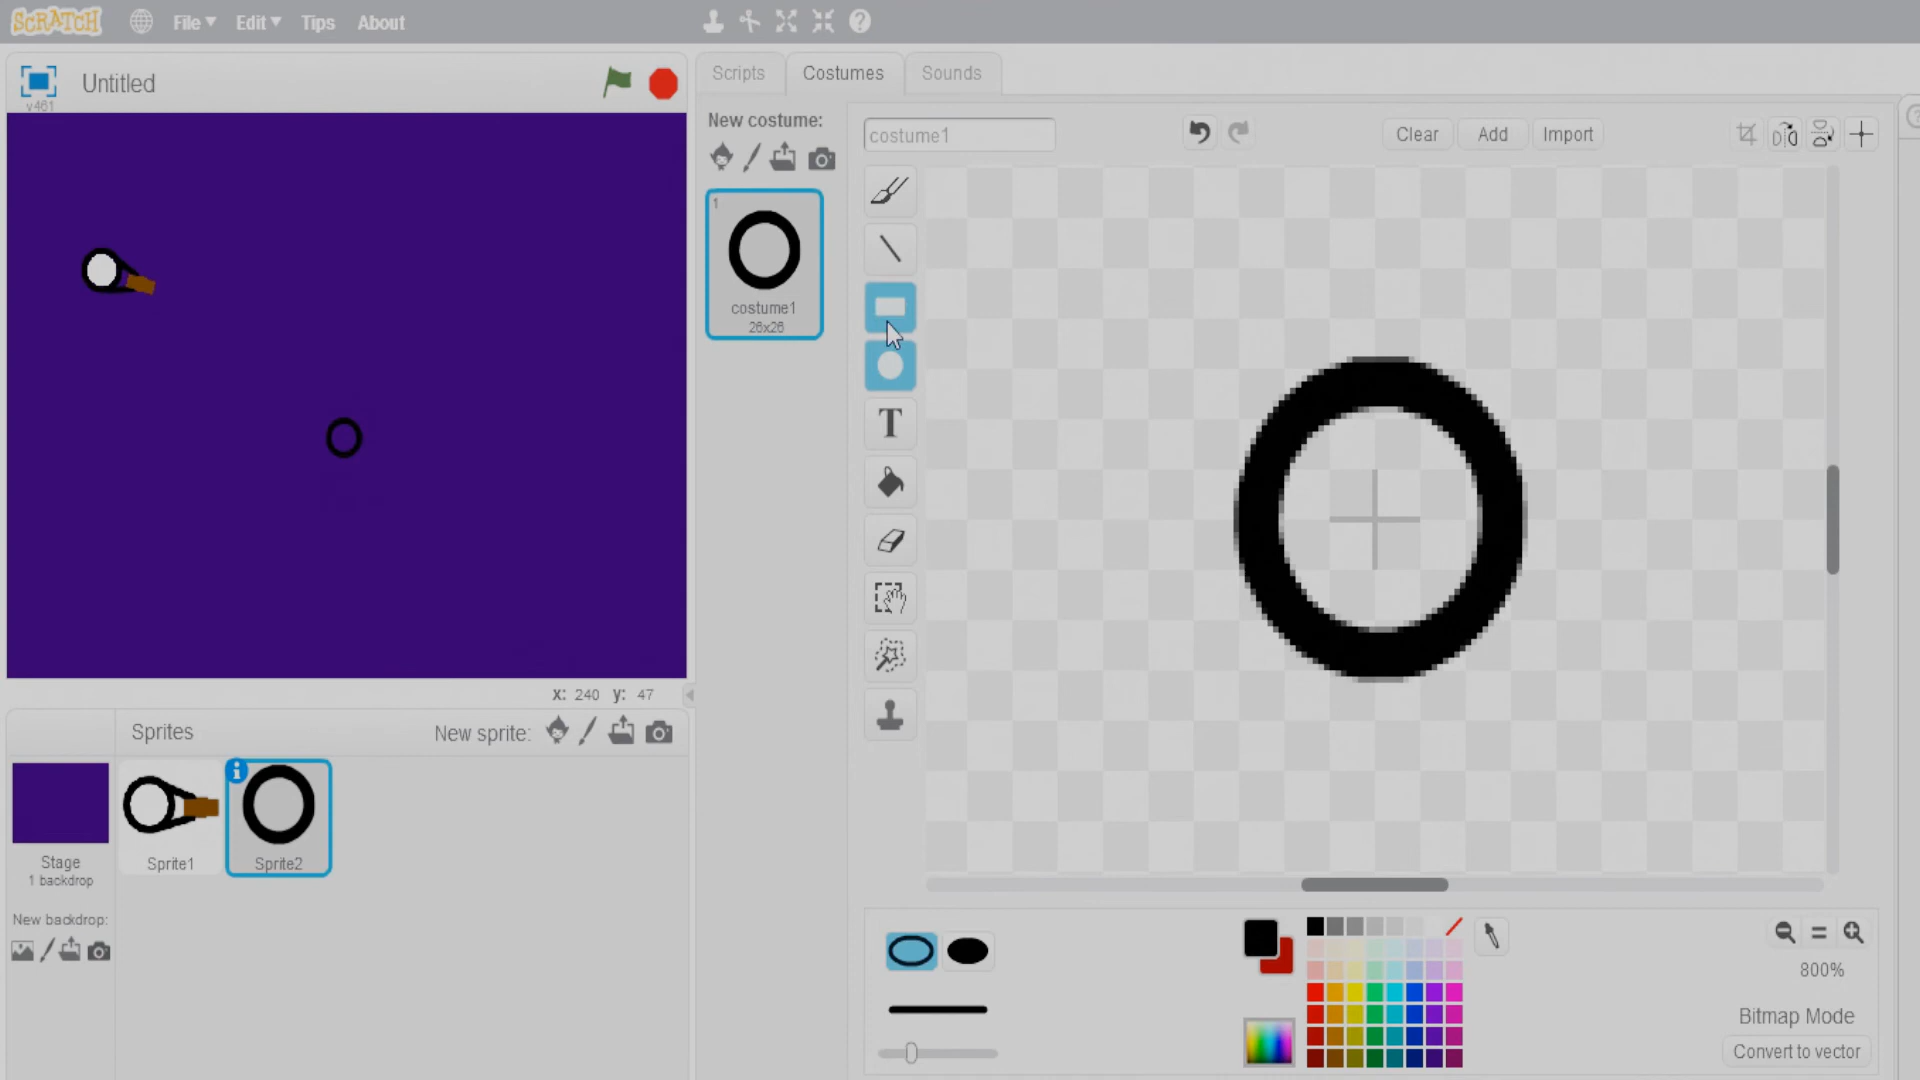 SCRATCH File Edit Tips About
v461 Untitled
Scripts Costumes Sounds
New costume:
costume1
Clear Add Import
1
costume1
26x26
T
x: 240 y: 47
Sprites New sprite:
Stage
1 backdrop
Sprite1 Sprite2
New backdrop:
800%
Bitmap Mode
Convert to vector